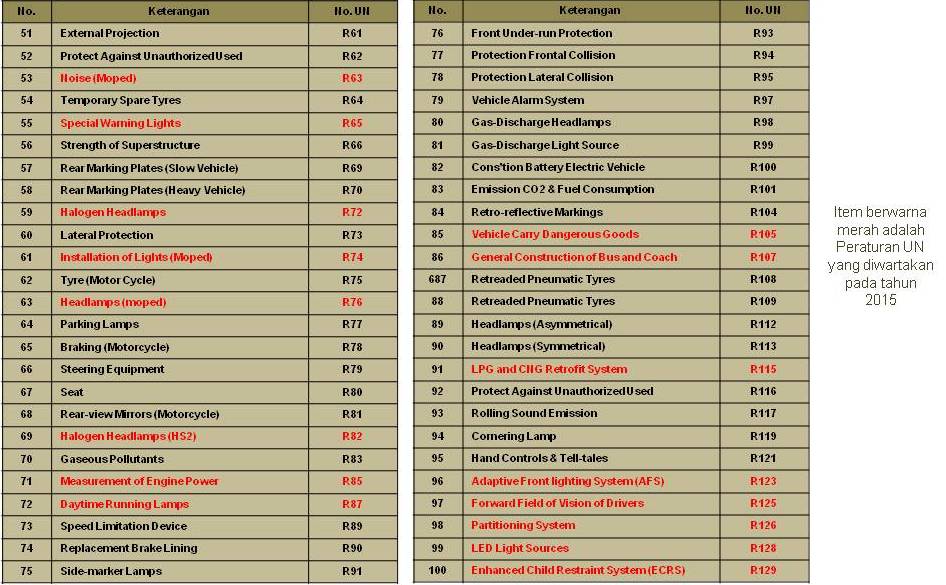 No. Keterangan No. UN
51 External Projection R61
52 Protect Against Unauthorized Used R62
53 Noise (Moped) R63
54 Temporary Spare Tyres R64
55 Special Warning Lights R65
56 Strength of Superstructure R66
57 Rear Marking Plates (Slow Vehicle) R69
58 Rear Marking Plates (Heavy Vehicle) R70
59 Halogen Headlamps R72
60 Lateral Protection R73
61 Installation of Lights (Moped) R74
62 Tyre (Motor Cycle) R75
63 Headlamps (moped) R76
64 Parking Lamps R77
65 Braking (Motorcycle) R78
66 Steering Equipment R79
67 Seat R80
68 Rear-view Mirrors (Motorcycle) R81
69 Halogen Headlamps (HS2) R82
70 Gaseous Pollutants R83
71 Measurement of Engine Power R85
72 Daytime Running Lamps R87
73 Speed Limitation Device R89
74 Replacement Brake Lining R90
75 Side-marker Lamps R91
No. Keterangan No. UN
76 Front Under-run Protection R93
77 Protection Frontal Collision R94
78 Protection Lateral Collision R95
79 Vehicle Alarm System R97
80 Gas-Discharge Headlamps R98
81 Gas-Discharge Light Source R99
82 Cons'tion Battery Electric Vehicle R100
83 Emission CO2 & Fuel Consumption R101
84 Retro-reflective Markings R104
85 Vehicle Carry Dangerous Goods R105
86 General Construction of Bus and Coach R107
687 Retreaded Pneumatic Tyres R108
88 Retreaded Pneumatic Tyres R109
89 Headlamps (Asymmetrical) R112
90 Headlamps (Symmetrical) R113
91 LPG and CNG Retrofit System R115
92 Protect Against Unauthorized Used R116
93 Rolling Sound Emission R117
94 Cornering Lamp R119
95 Hand Controls & Tell-tales R121
96 Adaptive Front lighting System (AFS) R123
97 Forward Field of Vision of Drivers R125
98 Partitioning System R126
99 LED Light Sources R128
100 Enhanced Child Restraint System (ECRS) R129
Item berwarna
merah adalah
Peraturan UN
yang diwartakan
pada tahun
2015